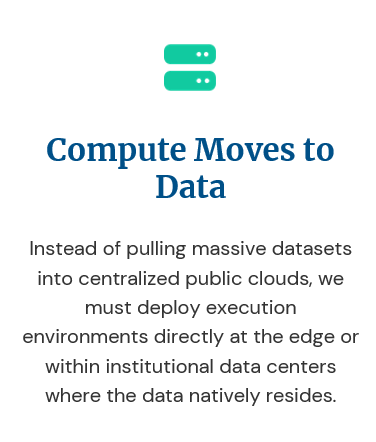 Compute Moves to
Data
Instead of pulling massive datasets
into centralized public clouds, we
must deploy execution
environments directly at the edge or
within institutional data centers
where the data natively resides.